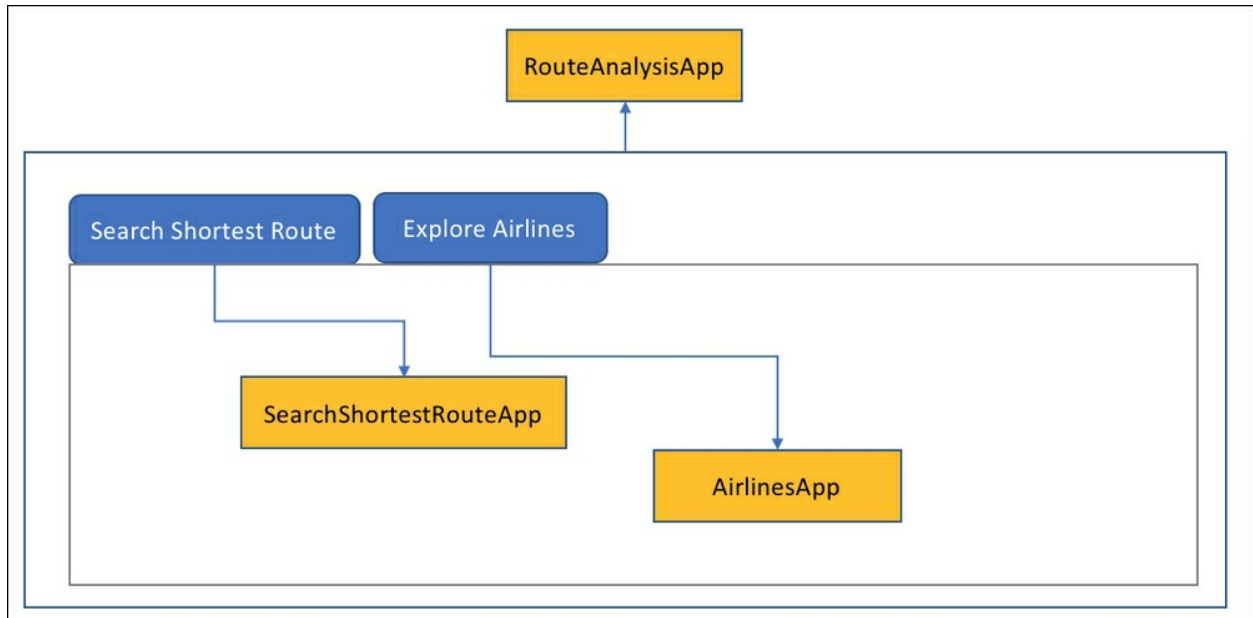 RouteAnalysisApp
Search Shortest Route
Explore Airlines
SearchShortestRouteApp
AirlinesApp